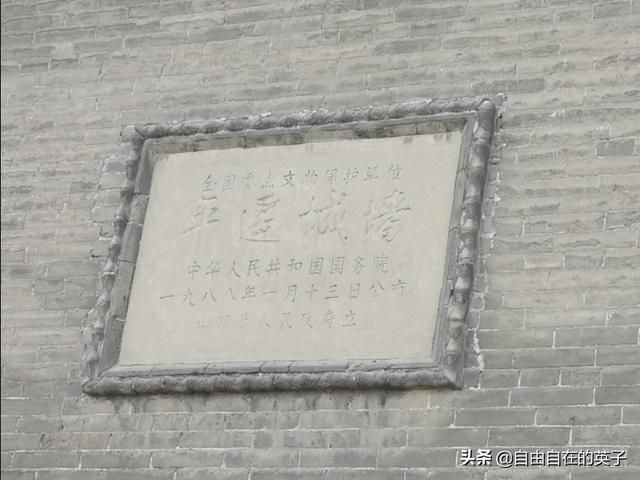 全国重点文物保护单位
平遥城墙
中华人民共和国国务院
一九八八年一月十三日公布
山西省人民政府立
头条 @自由自在的英子